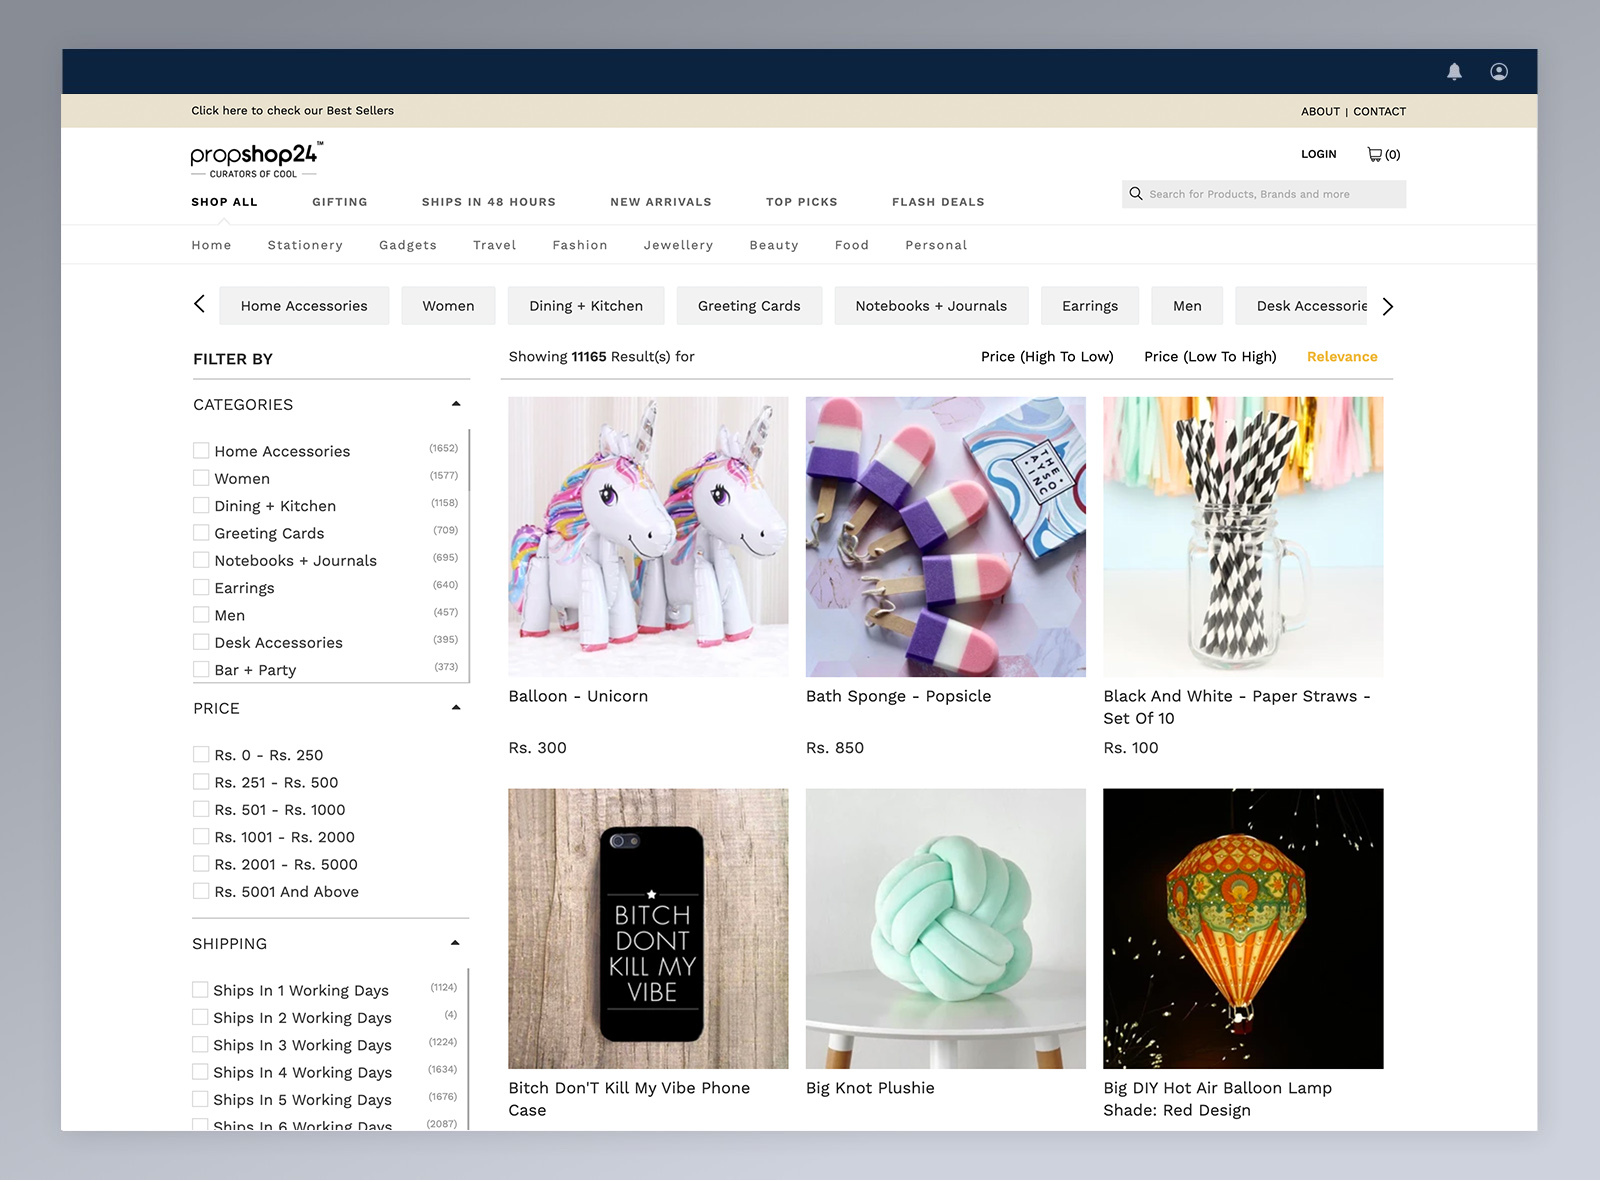 Click here to check our Best Sellers
ABOUT | CONTACT
propshop24™
CURATORS OF COOL
LOGIN
(0)
Search for Products, Brands and more
SHOP ALL
GIFTING
SHIPS IN 48 HOURS
NEW ARRIVALS
TOP PICKS
FLASH DEALS
Home
Stationery
Gadgets
Travel
Fashion
Jewellery
Beauty
Food
Personal
Home Accessories
Women
Dining + Kitchen
Greeting Cards
Notebooks + Journals
Earrings
Men
Desk Accessorie
FILTER BY
Showing 11165 Result(s) for
Price (High To Low)
Price (Low To High)
Relevance
CATEGORIES
Home Accessories (1652)
Women (1577)
Dining + Kitchen (1158)
Greeting Cards (709)
Notebooks + Journals (695)
Earrings (640)
Men (457)
Desk Accessories (395)
Bar + Party (373)
PRICE
Rs. 0 - Rs. 250
Rs. 251 - Rs. 500
Rs. 501 - Rs. 1000
Rs. 1001 - Rs. 2000
Rs. 2001 - Rs. 5000
Rs. 5001 And Above
SHIPPING
Ships In 1 Working Days (1124)
Ships In 2 Working Days (4)
Ships In 3 Working Days (1224)
Ships In 4 Working Days (1634)
Ships In 5 Working Days (1676)
Ships In 6 Working Days (2087)
THESO
AYIN
INC
Balloon - Unicorn
Rs. 300
Bath Sponge - Popsicle
Rs. 850
Black And White - Paper Straws -
Set Of 10
Rs. 100
BITCH
DONT
KILL MY
VIBE
Bitch Don'T Kill My Vibe Phone
Case
Big Knot Plushie
Big DIY Hot Air Balloon Lamp
Shade: Red Design